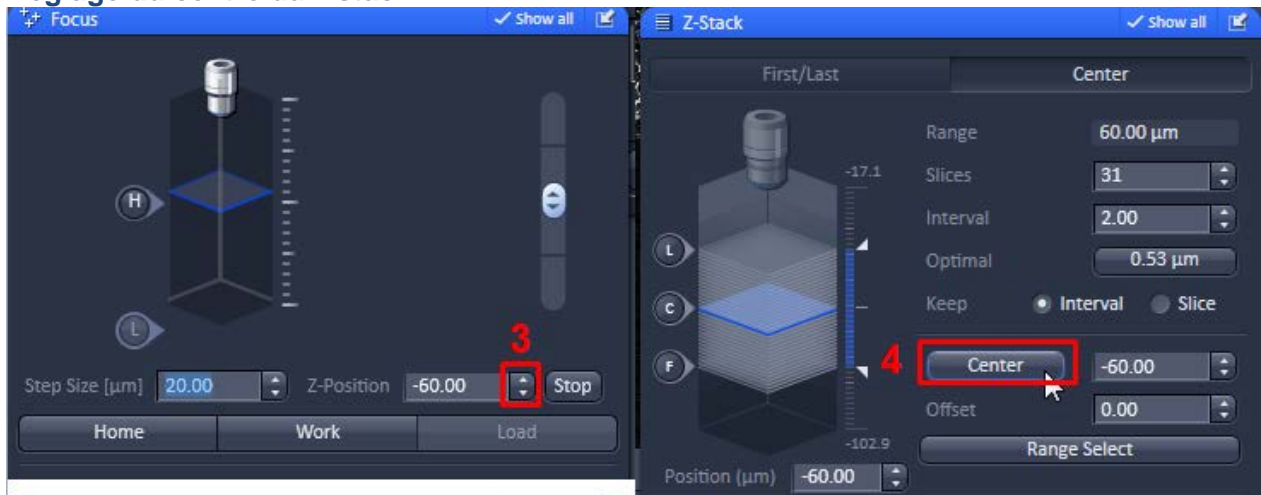 Focus
Show all
H
L
3
Step Size [µm] 20.00 Z-Position -60.00 Stop
Home Work Load
Z-Stack
Show all
First/Last Center
Range 60.00 µm
-17.1
Slices 31
Interval 2.00
L
Optimal 0.53 µm
Keep Interval Slice
C
4
Center -60.00
F
Offset 0.00
-102.9
Range Select
Position (µm) -60.00